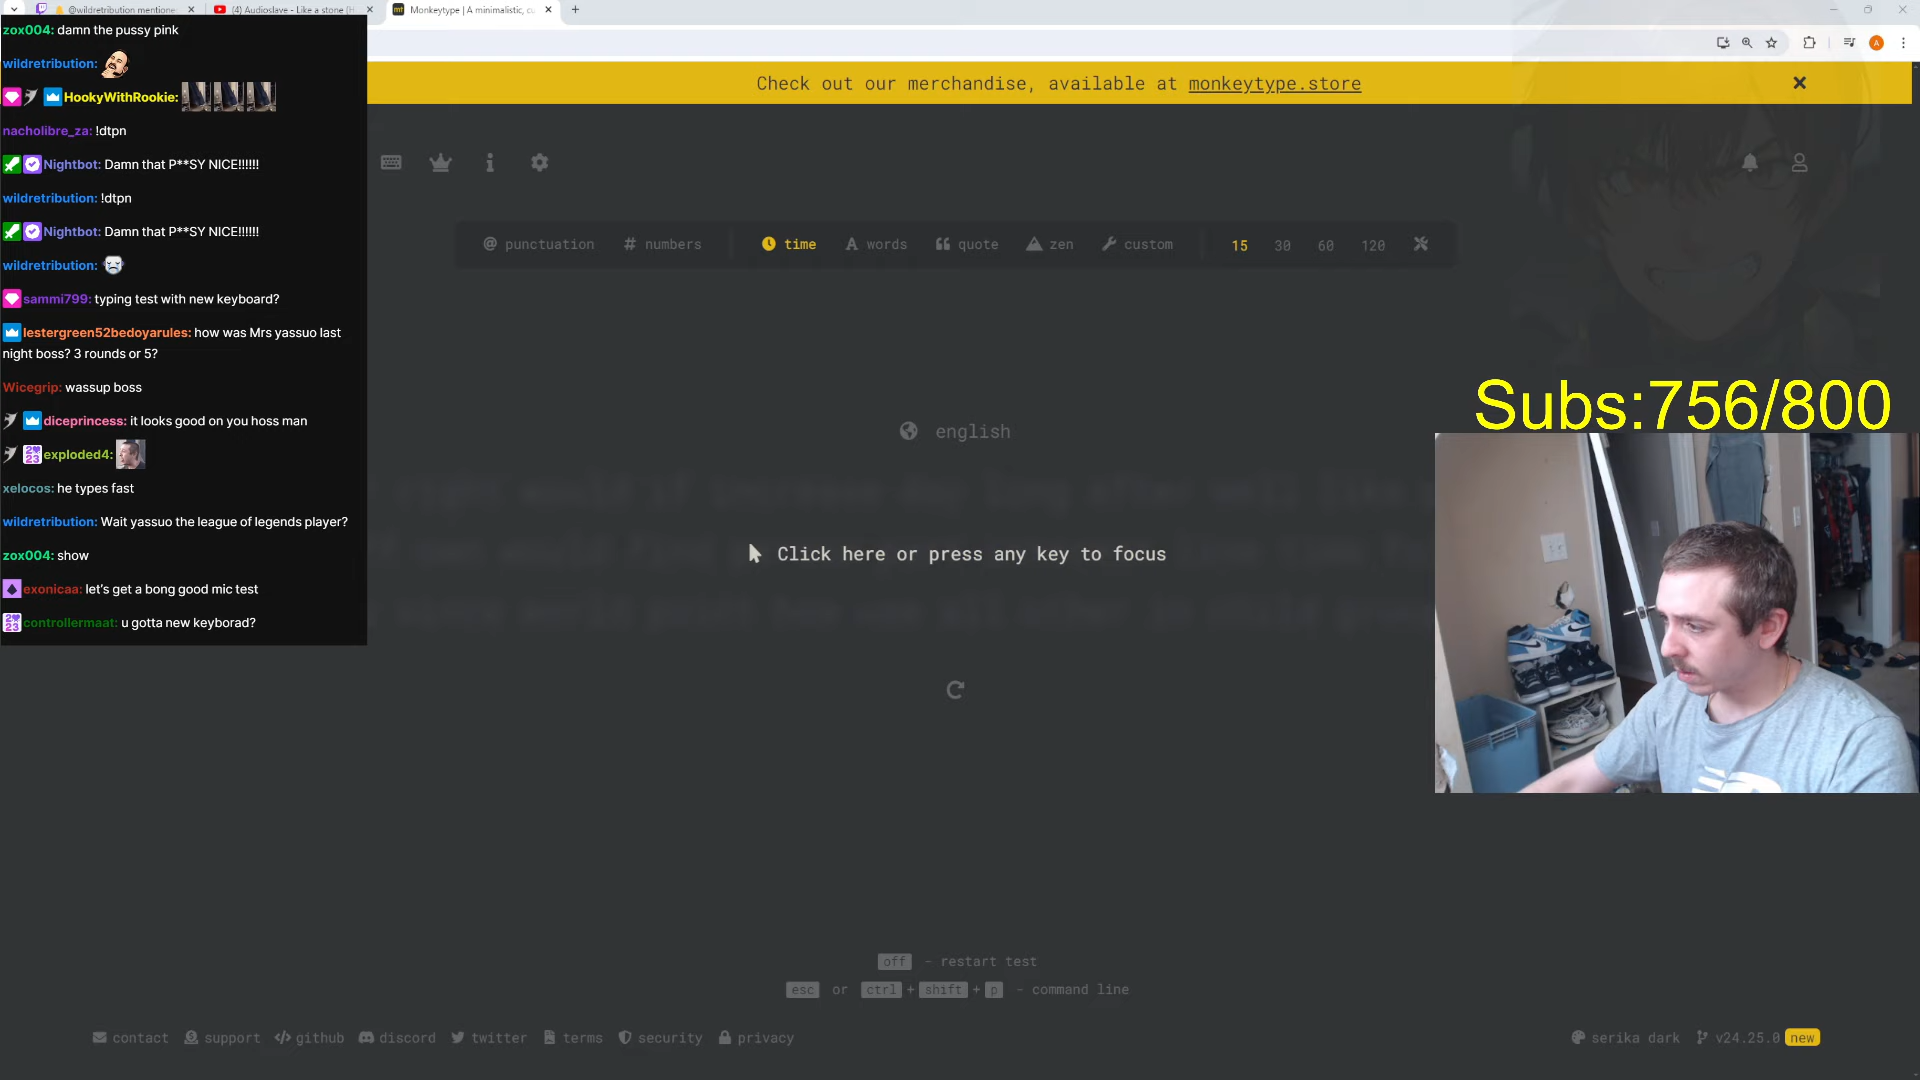 @wildretribution mentione
(4) Audioslave - Like a stone (H
Monkeytype | A minimalistic, cu
zox004: damn the pussy pink
wildretribution:
HookyWithRookie:
nacholibre_za: !dtpn
Nightbot: Damn that P**SY NICE!!!!!!
wildretribution: !dtpn
Nightbot: Damn that P**SY NICE!!!!!!
wildretribution:
sammi799: typing test with new keyboard?
lestergreen52bedoyarules: how was Mrs yassuo last
night boss? 3 rounds or 5?
Wicegrip: wassup boss
diceprincess: it looks good on you hoss man
exploded4:
xelocos: he types fast
wildretribution: Wait yassuo the league of legends player?
zox004: show
exonicaa: let's get a bong good mic test
controllermaat: u gotta new keyborad?
Check out our merchandise, available at monkeytype.store
@ punctuation # numbers time A words quote zen custom 15 30 60 120
Subs:756/800
english
Click here or press any key to focus
off - restart test
esc or ctrl + shift + p - command line
contact support github discord twitter terms security privacy
serika dark v24.25.0 new